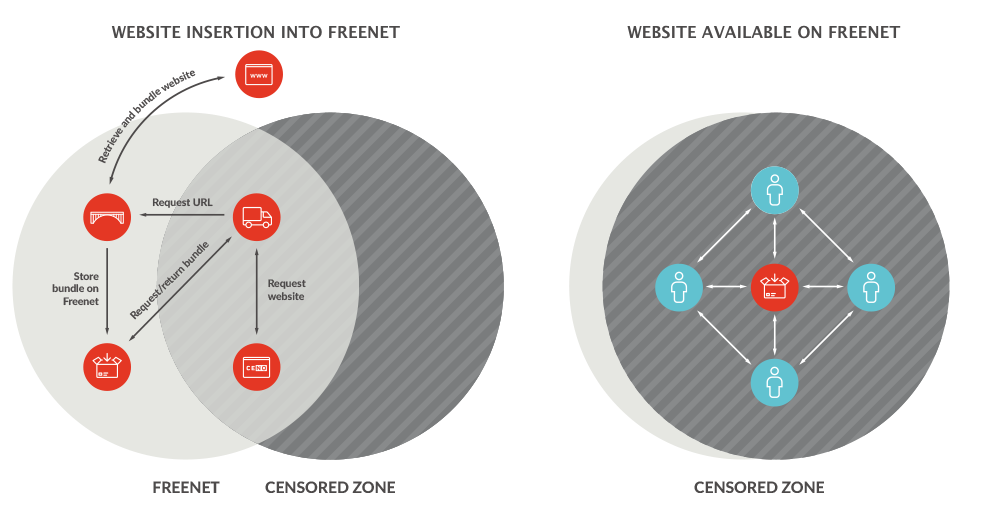 WEBSITE INSERTION INTO FREENET
WEBSITE AVAILABLE ON FREENET
www
Retrieve and bundle website
Request URL
Store
bundle on
Freenet
Request/return bundle
Request
website
CENO
FREENET
CENSORED ZONE
CENSORED ZONE